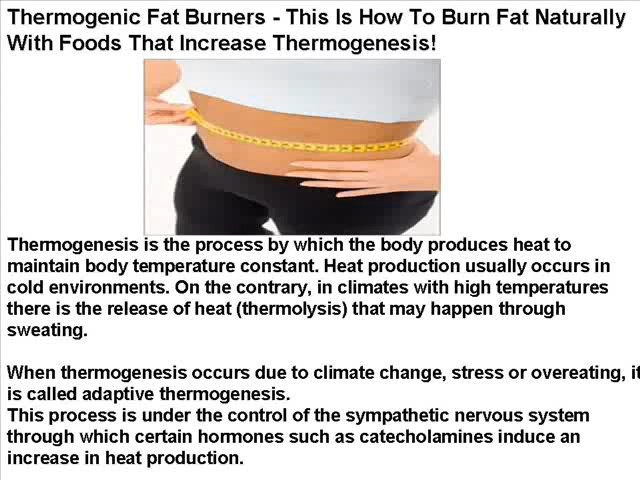 Thermogenic Fat Burners - This Is How To Burn Fat Naturally
With Foods That Increase Thermogenesis!
Thermogenesis is the process by which the body produces heat to
maintain body temperature constant. Heat production usually occurs in
cold environments. On the contrary, in climates with high temperatures
there is the release of heat (thermolysis) that may happen through
sweating.
When thermogenesis occurs due to climate change, stress or overeating, it
is called adaptive thermogenesis.
This process is under the control of the sympathetic nervous system
through which certain hormones such as catecholamines induce an
increase in heat production.